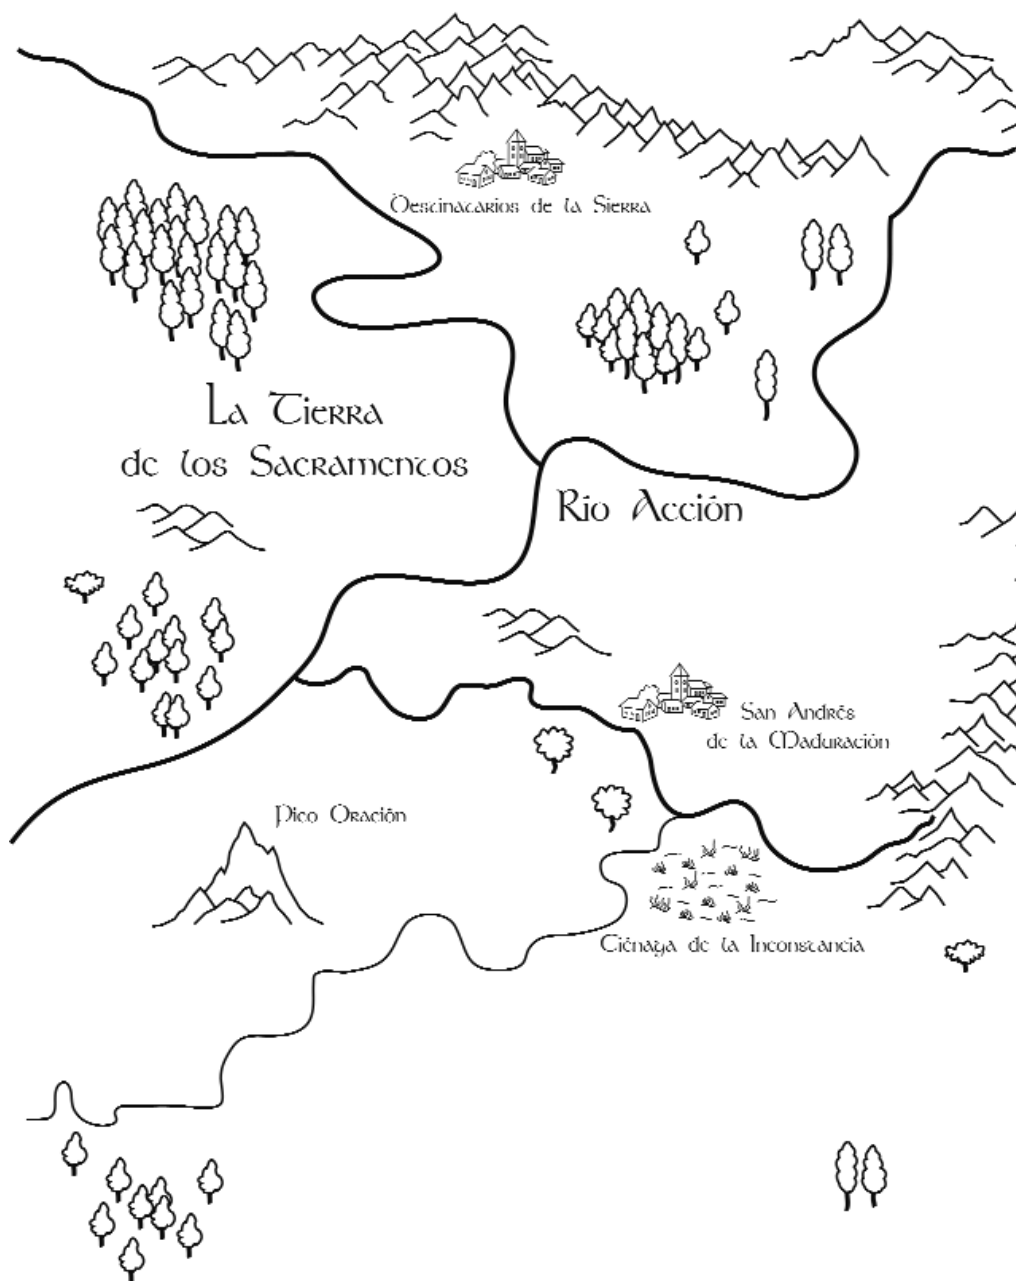 Destinatarios de la Sierra
La Tierra
de los Sacramentos
Río Acción
San Andrés
de la Maduración
Pico Oración
Ciénaga de la Inconstancia